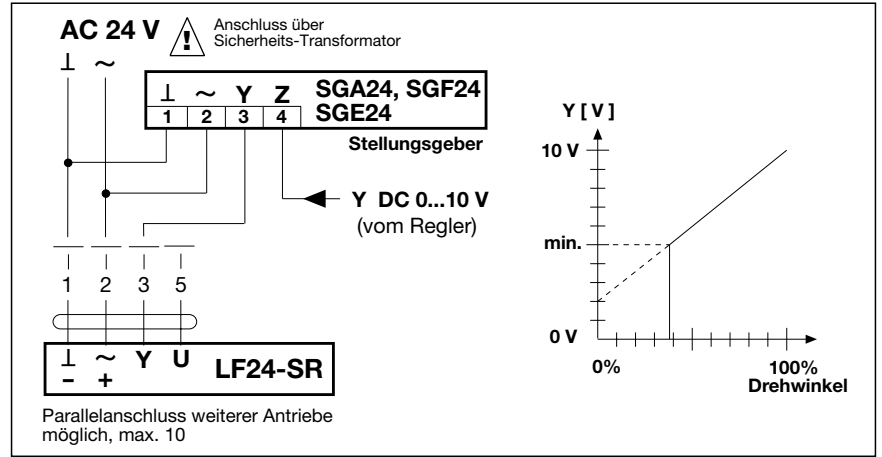 AC 24 V
Anschluss über
Sicherheits-Transformator
⊥ ~
⊥ ~ Y Z
1 2 3 4
SGA24, SGF24
SGE24
Stellungsgeber
Y DC 0...10 V
(vom Regler)
1 2 3 5
⊥ ~ Y U
– +
LF24-SR
Parallelanschluss weiterer Antriebe
möglich, max. 10
Y [ V ]
10 V
min.
0 V
0% 100%
Drehwinkel